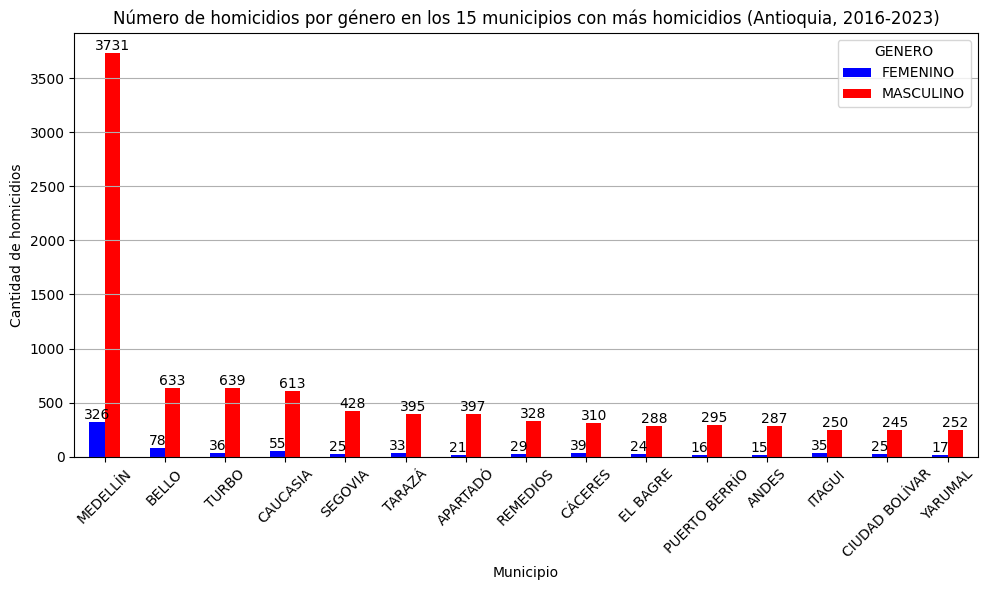 Número de homicidios por género en los 15 municipios con más homicidios (Antioquia, 2016-2023)
GENERO
FEMENINO
MASCULINO
Cantidad de homicidios
3500
3000
2500
2000
1500
1000
500
0
326 3731
78 633
36 639
55 613
25 428
33 395
21 397
29 328
39 310
24 288
16 295
15 287
35 250
25 245
17 252
MEDELLÍN
BELLO
TURBO
CAUCASIA
SEGOVIA
TARAZÁ
APARTADÓ
REMEDIOS
CÁCERES
EL BAGRE
PUERTO BERRÍO
ANDES
ITAGUI
CIUDAD BOLÍVAR
YARUMAL
Municipio